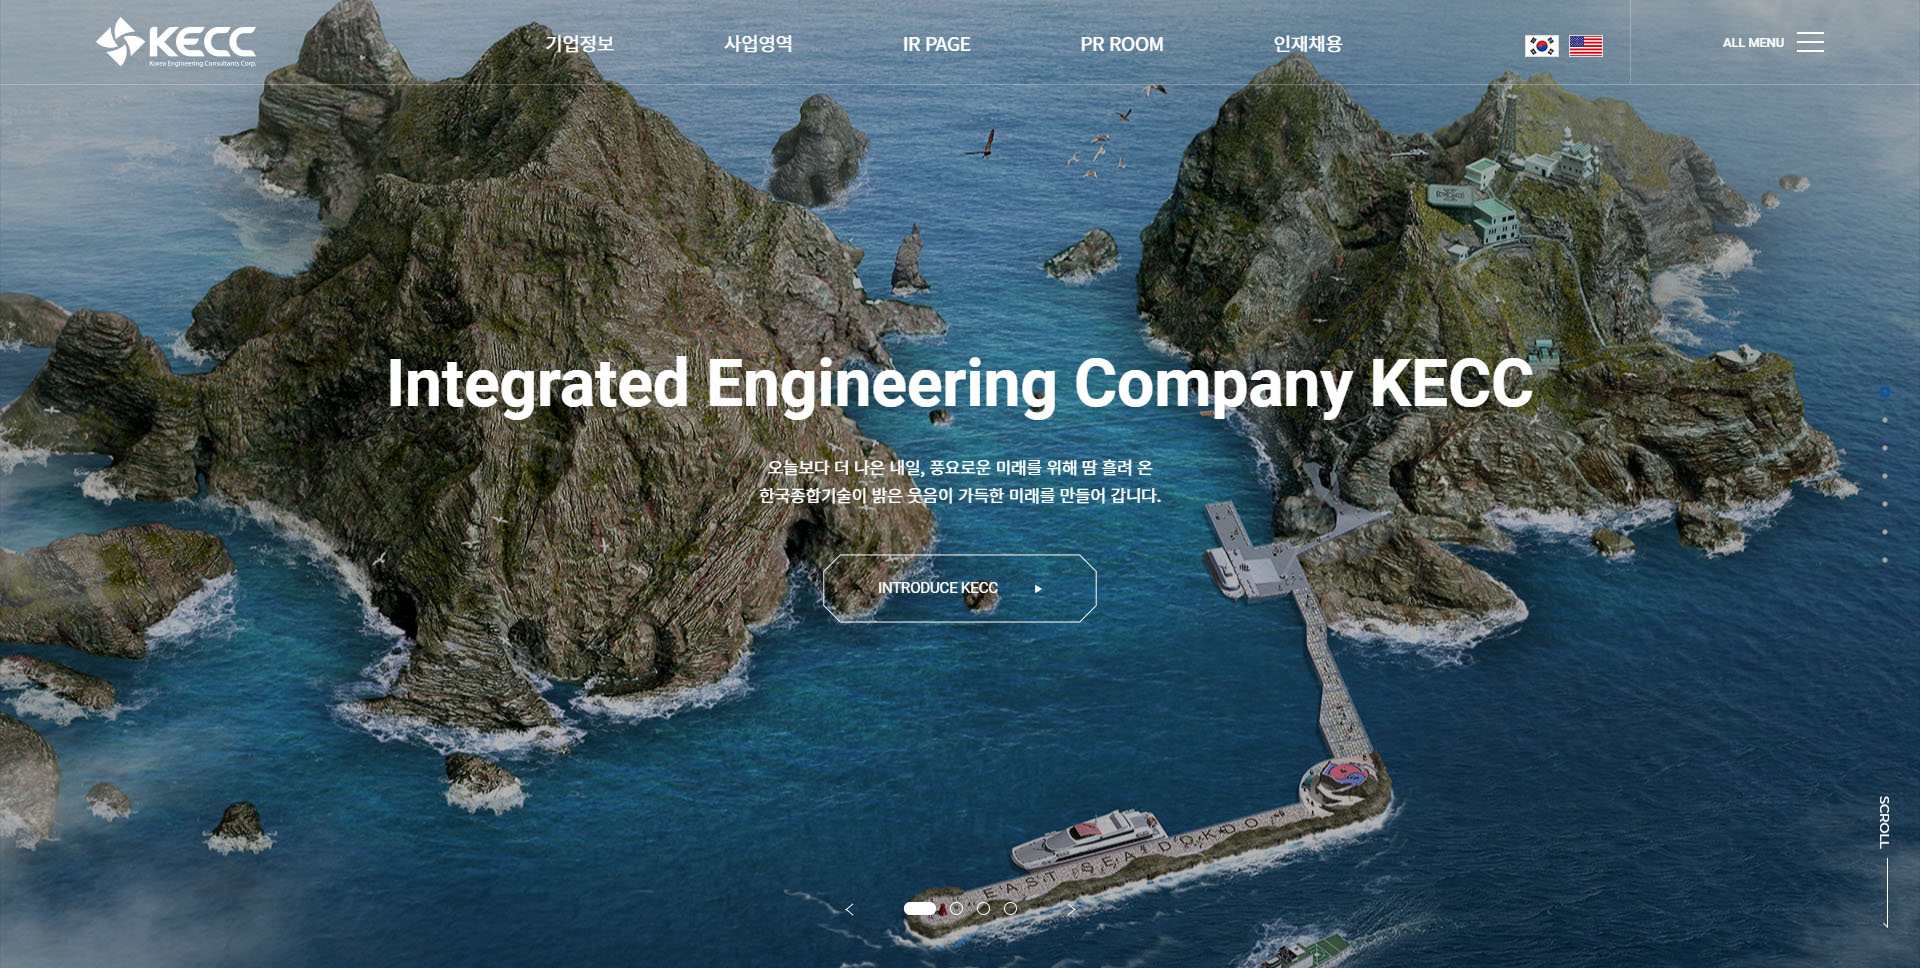 KECC
Korea Engineering Consultants Corp.
기업정보
사업영역
IR PAGE
PR ROOM
인재채용
ALL MENU
Integrated Engineering Company KECC
오늘보다 더 나은 내일, 풍요로운 미래를 위해 땀 흘려 온
한국종합기술이 밝은 웃음이 가득한 미래를 만들어 갑니다.
INTRODUCE KECC
SCROLL
EAST SEA DOKDO